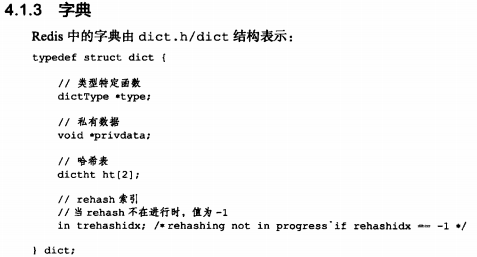 4.1.3 字典
Redis 中的字典由 dict.h/dict 结构表示：
typedef struct dict {
// 类型特定函数
dictType *type;
// 私有数据
void *privdata;
// 哈希表
dictht ht[2];
// rehash 索引
// 当 rehash 不在进行时，值为 -1
in trehashidx; /* rehashing not in progress if rehashidx == -1 */
} dict;